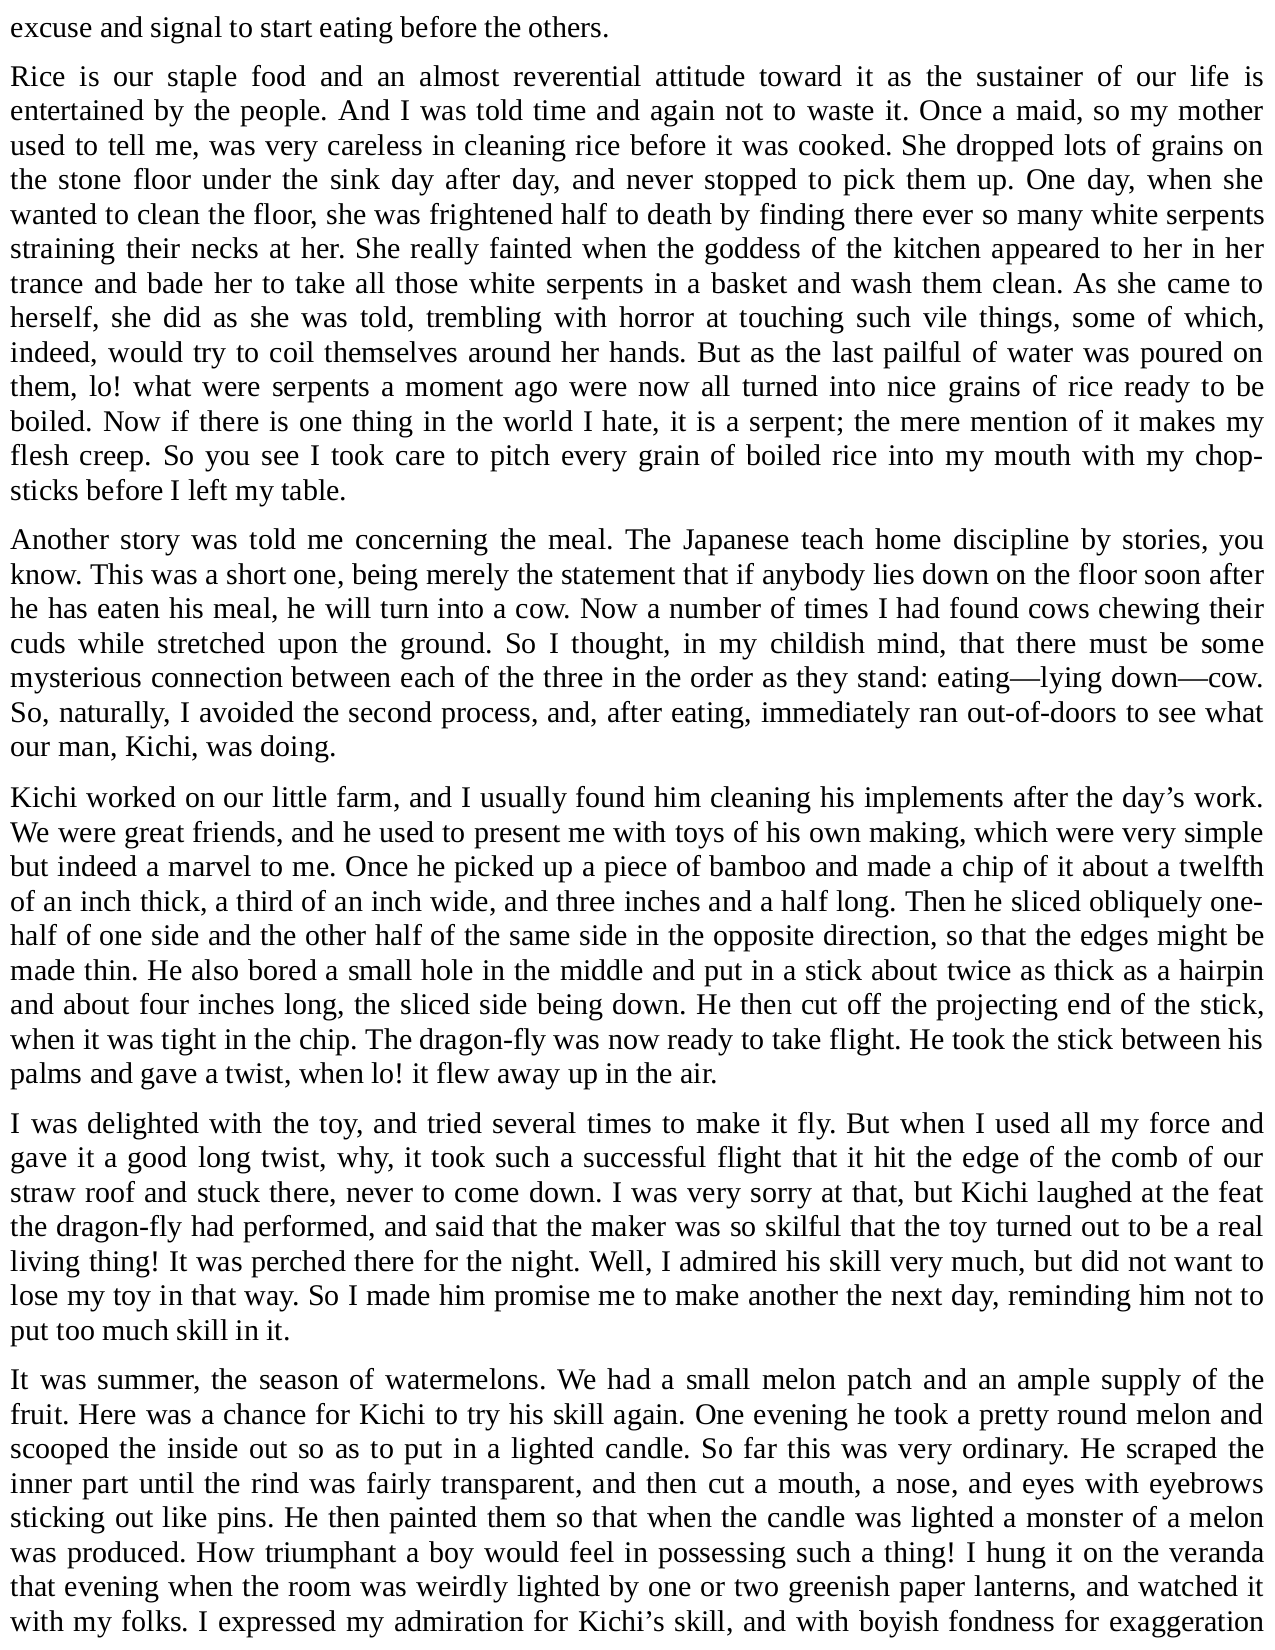 excuse and signal to start eating before the others.
Rice is our staple food and an almost reverential attitude toward it as the sustainer of our life is
entertained by the people. And I was told time and again not to waste it. Once a maid, so my mother
used to tell me, was very careless in cleaning rice before it was cooked. She dropped lots of grains on
the stone floor under the sink day after day, and never stopped to pick them up. One day, when she
wanted to clean the floor, she was frightened half to death by finding there ever so many white serpents
straining their necks at her. She really fainted when the goddess of the kitchen appeared to her in her
trance and bade her to take all those white serpents in a basket and wash them clean. As she came to
herself, she did as she was told, trembling with horror at touching such vile things, some of which,
indeed, would try to coil themselves around her hands. But as the last pailful of water was poured on
them, lo! what were serpents a moment ago were now all turned into nice grains of rice ready to be
boiled. Now if there is one thing in the world I hate, it is a serpent; the mere mention of it makes my
flesh creep. So you see I took care to pitch every grain of boiled rice into my mouth with my chop-
sticks before I left my table.
Another story was told me concerning the meal. The Japanese teach home discipline by stories, you
know. This was a short one, being merely the statement that if anybody lies down on the floor soon after
he has eaten his meal, he will turn into a cow. Now a number of times I had found cows chewing their
cuds while stretched upon the ground. So I thought, in my childish mind, that there must be some
mysterious connection between each of the three in the order as they stand: eating—lying down—cow.
So, naturally, I avoided the second process, and, after eating, immediately ran out-of-doors to see what
our man, Kichi, was doing.
Kichi worked on our little farm, and I usually found him cleaning his implements after the day’s work.
We were great friends, and he used to present me with toys of his own making, which were very simple
but indeed a marvel to me. Once he picked up a piece of bamboo and made a chip of it about a twelfth
of an inch thick, a third of an inch wide, and three inches and a half long. Then he sliced obliquely one-
half of one side and the other half of the same side in the opposite direction, so that the edges might be
made thin. He also bored a small hole in the middle and put in a stick about twice as thick as a hairpin
and about four inches long, the sliced side being down. He then cut off the projecting end of the stick,
when it was tight in the chip. The dragon-fly was now ready to take flight. He took the stick between his
palms and gave a twist, when lo! it flew away up in the air.
I was delighted with the toy, and tried several times to make it fly. But when I used all my force and
gave it a good long twist, why, it took such a successful flight that it hit the edge of the comb of our
straw roof and stuck there, never to come down. I was very sorry at that, but Kichi laughed at the feat
the dragon-fly had performed, and said that the maker was so skilful that the toy turned out to be a real
living thing! It was perched there for the night. Well, I admired his skill very much, but did not want to
lose my toy in that way. So I made him promise me to make another the next day, reminding him not to
put too much skill in it.
It was summer, the season of watermelons. We had a small melon patch and an ample supply of the
fruit. Here was a chance for Kichi to try his skill again. One evening he took a pretty round melon and
scooped the inside out so as to put in a lighted candle. So far this was very ordinary. He scraped the
inner part until the rind was fairly transparent, and then cut a mouth, a nose, and eyes with eyebrows
sticking out like pins. He then painted them so that when the candle was lighted a monster of a melon
was produced. How triumphant a boy would feel in possessing such a thing! I hung it on the veranda
that evening when the room was weirdly lighted by one or two greenish paper lanterns, and watched it
with my folks. I expressed my admiration for Kichi’s skill, and with boyish fondness for exaggeration